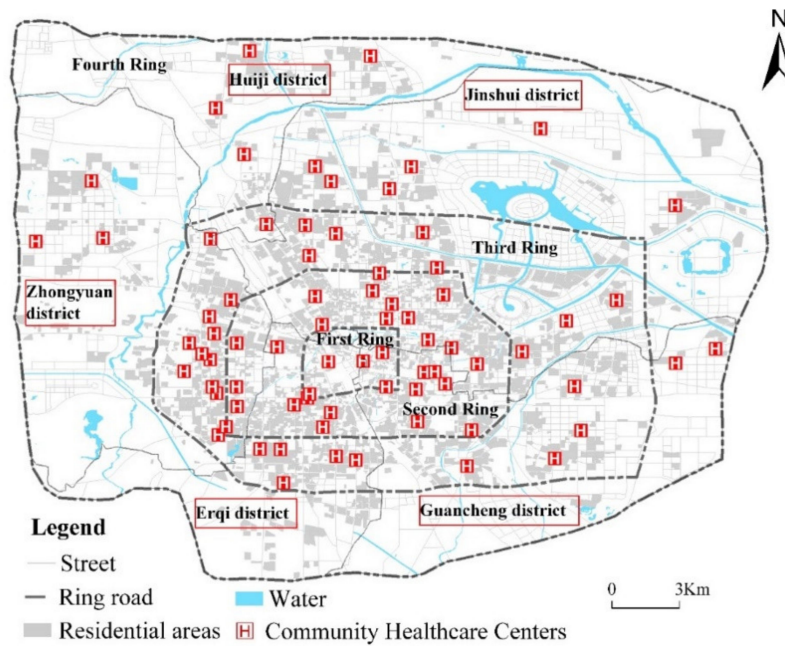 N
Fourth Ring
Huiji district
Jinshui district
Third Ring
Zhongyuan
district
First Ring
Second Ring
Erqi district
Guancheng district
Legend
Street
Ring road
Water
Residential areas
H Community Healthcare Centers
0 3Km